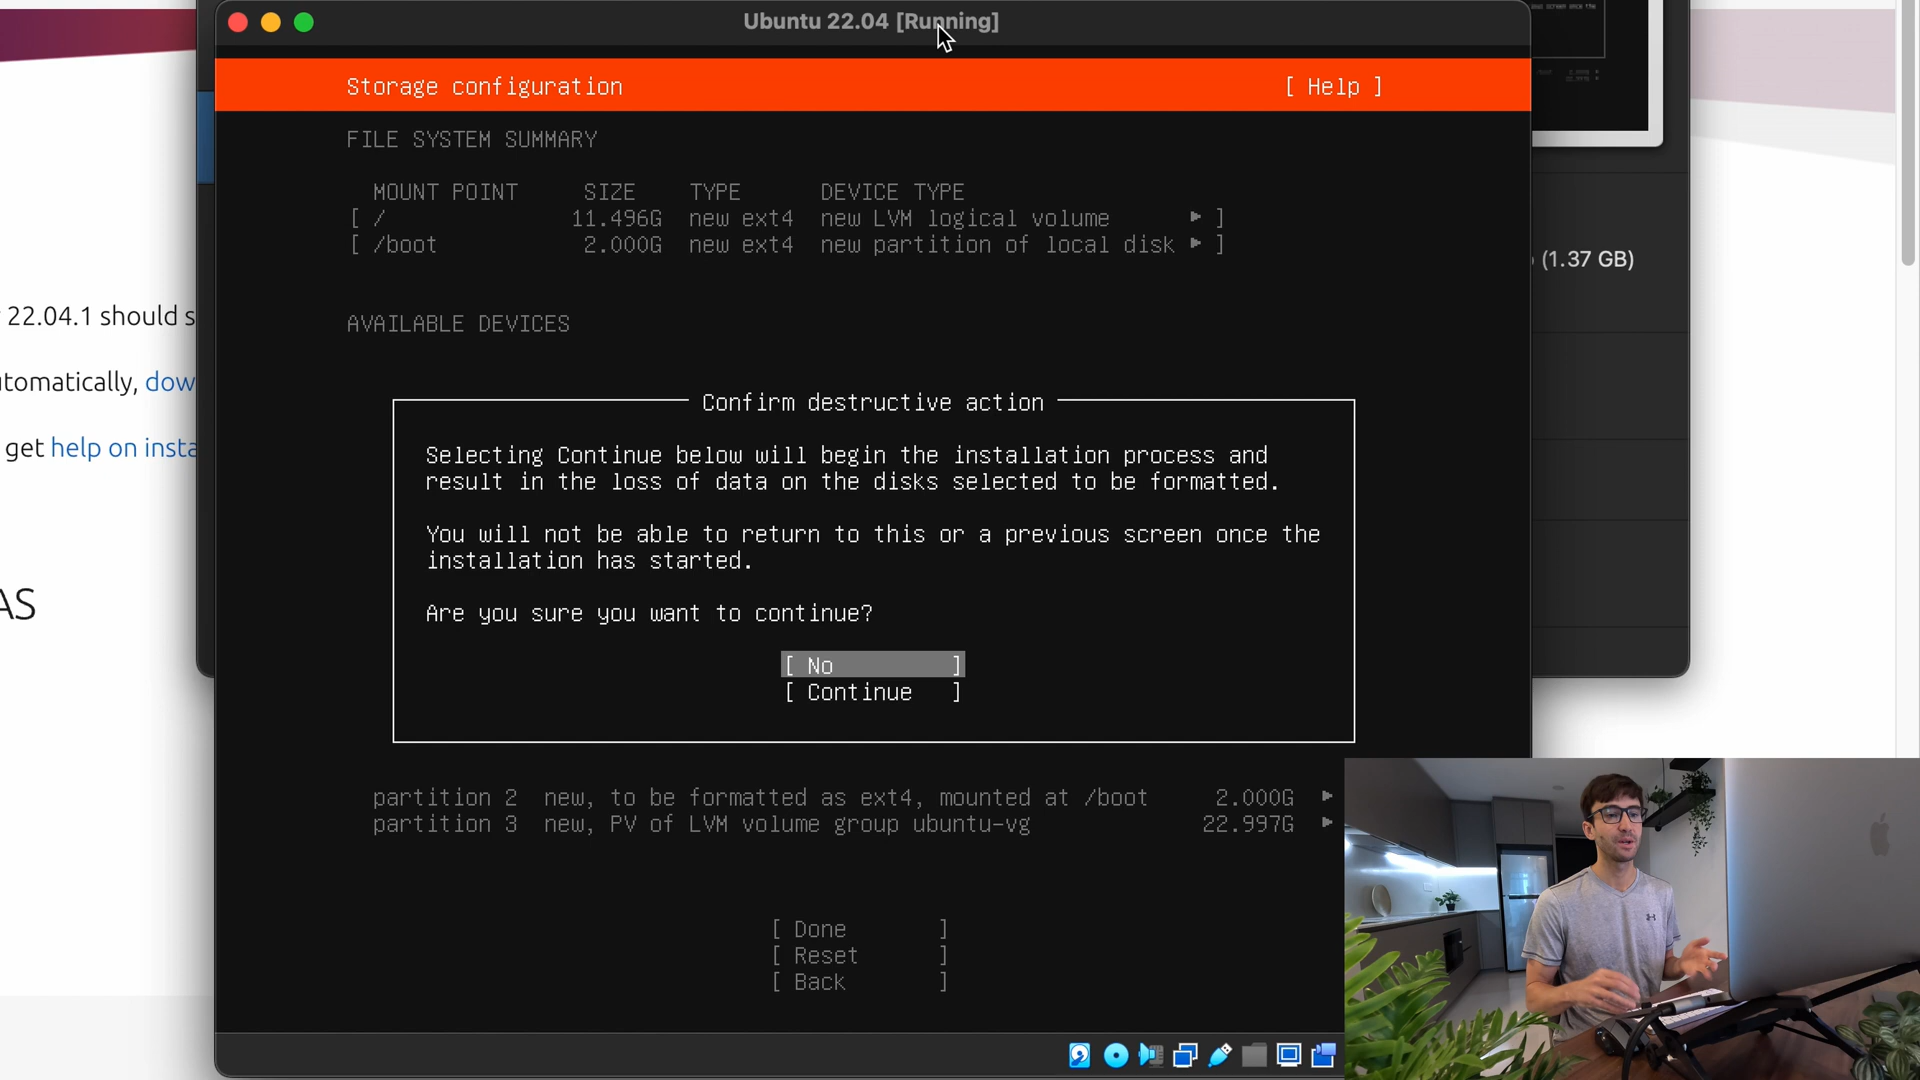 Ubuntu 22.04 [Running]
Storage configuration [ Help ]
FILE SYSTEM SUMMARY
MOUNT POINT SIZE TYPE DEVICE TYPE
[ / 11.496G new ext4 new LVM logical volume ▸ ]
[ /boot 2.000G new ext4 new partition of local disk ▸ ]
(1.37 GB)
22.04.1 should s
AVAILABLE DEVICES
tomatically, dow
Confirm destructive action
get help on insta
Selecting Continue below will begin the installation process and
result in the loss of data on the disks selected to be formatted.
You will not be able to return to this or a previous screen once the
installation has started.
AS
Are you sure you want to continue?
[ No ]
[ Continue ]
partition 2 new, to be formatted as ext4, mounted at /boot 2.000G ▸
partition 3 new, PV of LVM volume group ubuntu-vg 22.997G ▸
[ Done ]
[ Reset ]
[ Back ]